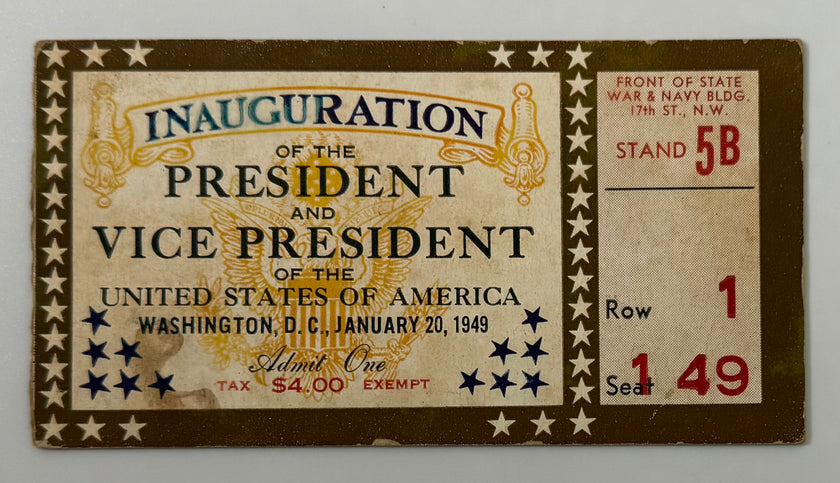 INAUGURATION
OF THE
PRESIDENT
AND
VICE PRESIDENT
OF THE
UNITED STATES OF AMERICA
WASHINGTON, D.C., JANUARY 20, 1949
Admit One
TAX $4.00 EXEMPT
FRONT OF STATE
WAR & NAVY BLDG.
17th ST., N.W.
STAND 5B
Row 1
Seat 149